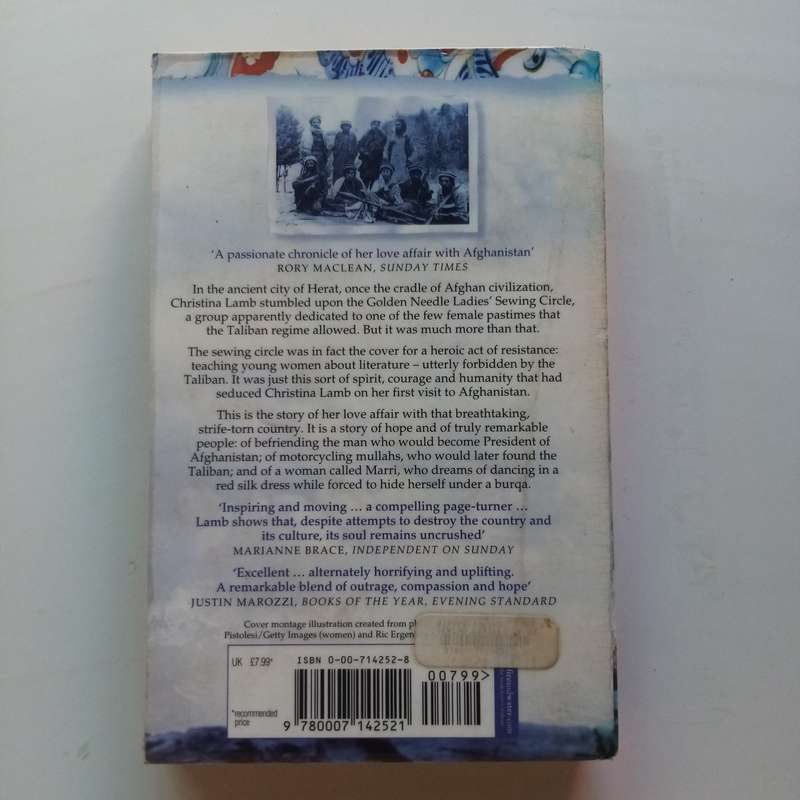 ‘A passionate chronicle of her love affair with Afghanistan’
RORY MACLEAN, SUNDAY TIMES
In the ancient city of Herat, once the cradle of Afghan civilization,
Christina Lamb stumbled upon the Golden Needle Ladies’ Sewing Circle,
a group apparently dedicated to one of the few female pastimes that
the Taliban regime allowed. But it was much more than that.
The sewing circle was in fact the cover for a heroic act of resistance:
teaching young women about literature – utterly forbidden by the
Taliban. It was just this sort of spirit, courage and humanity that had
seduced Christina Lamb on her first visit to Afghanistan.
This is the story of her love affair with that breathtaking,
strife-torn country. It is a story of hope and of truly remarkable
people: of befriending the man who would become President of
Afghanistan; of motorcycling mullahs, who would later found the
Taliban; and of a woman called Marri, who dreams of dancing in a
red silk dress while forced to hide herself under a burqa.
‘Inspiring and moving … a compelling page-turner …
Lamb shows that, despite attempts to destroy the country and
its culture, its soul remains uncrushed’
MARIANNE BRACE, INDEPENDENT ON SUNDAY
‘Excellent … alternately horrifying and uplifting.
A remarkable blend of outrage, compassion and hope’
JUSTIN MAROZZI, BOOKS OF THE YEAR, EVENING STANDARD
Cover montage illustration created from
Pistolesi/Getty Images (women) and Ric
UK £7.99*
ISBN 0-00-714252-8
00799>
*recommended
price
9 780007 142521
fireandwater.com